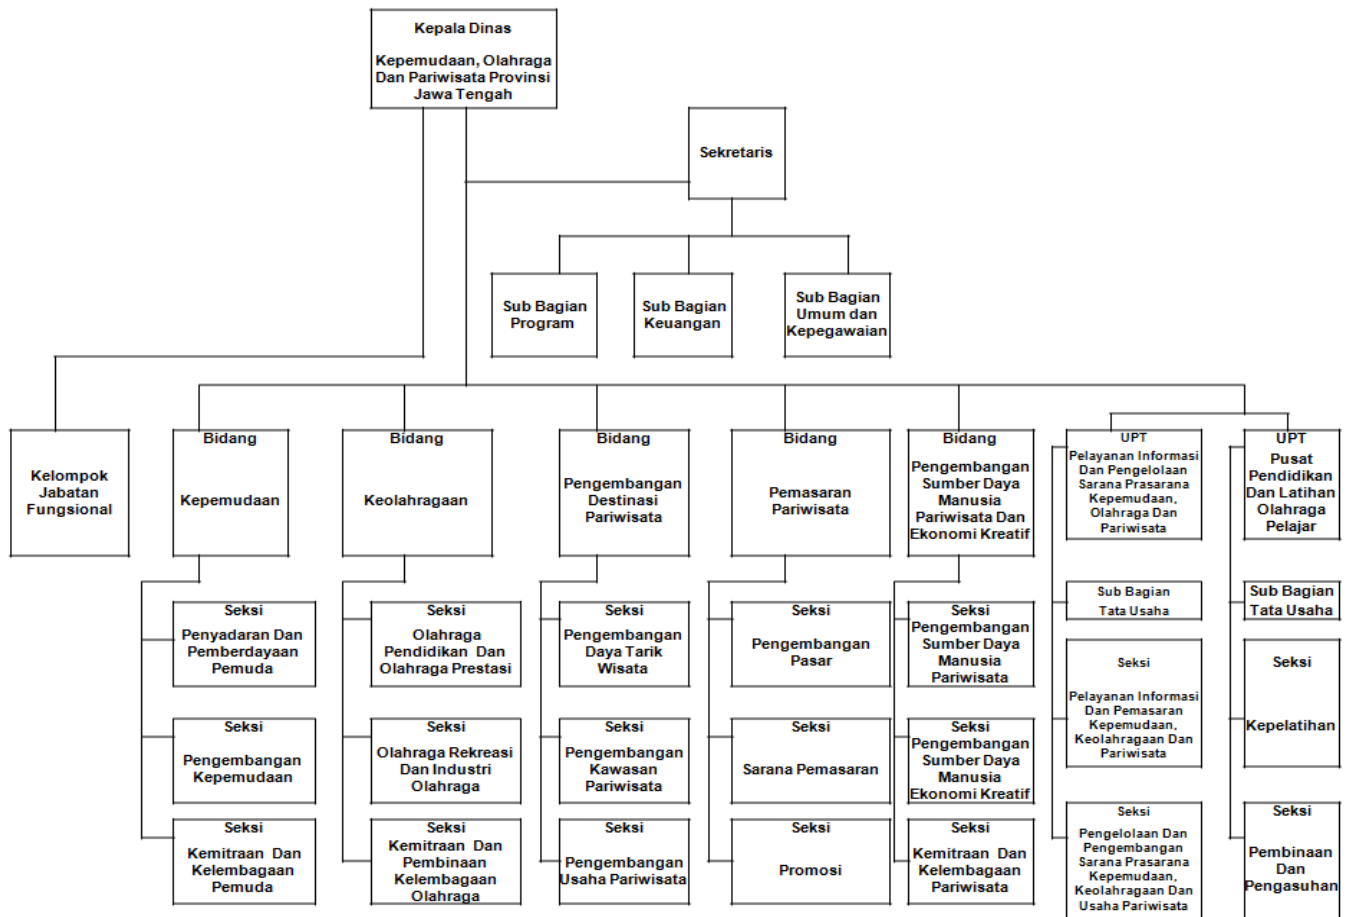 Kepala Dinas
Kepemudaan, Olahraga
Dan Pariwisata Provinsi
Jawa Tengah
Sekretaris
Sub Bagian
Program
Sub Bagian
Keuangan
Sub Bagian
Umum dan
Kepegawaian
Kelompok
Jabatan
Fungsional
Bidang
Kepemudaan
Bidang
Keolahragaan
Bidang
Pengembangan
Destinasi
Pariwisata
Bidang
Pemasaran
Pariwisata
Bidang
Pengembangan
Sumber Daya
Manusia
Pariwisata Dan
Ekonomi Kreatif
UPT
Pelayanan Informasi
Dan Pengelolaan
Sarana Prasarana
Kepemudaan,
Olahraga Dan
Pariwisata
UPT
Pusat
Pendidikan
Dan Latihan
Olahraga
Pelajar
Seksi
Penyadaran Dan
Pemberdayaan
Pemuda
Seksi
Olahraga
Pendidikan Dan
Olahraga Prestasi
Seksi
Pengembangan
Daya Tarik
Wisata
Seksi
Pengembangan
Pasar
Seksi
Pengembangan
Sumber Daya
Manusia
Pariwisata
Sub Bagian
Tata Usaha
Sub Bagian
Tata Usaha
Seksi
Pengembangan
Kepemudaan
Seksi
Olahraga Rekreasi
Dan Industri
Olahraga
Seksi
Pengembangan
Kawasan
Pariwisata
Seksi
Sarana Pemasaran
Seksi
Pengembangan
Sumber Daya
Manusia
Ekonomi Kreatif
Seksi
Pelayanan Informasi
Dan Pemasaran
Kepemudaan,
Keolahragaan Dan
Pariwisata
Seksi
Kepelatihan
Seksi
Kemitraan Dan
Kelembagaan
Pemuda
Seksi
Kemitraan Dan
Pembinaan
Kelembagaan
Olahraga
Seksi
Pengembangan
Usaha Pariwisata
Seksi
Promosi
Seksi
Kemitraan Dan
Kelembagaan
Pariwisata
Seksi
Pengelolaan Dan
Pengembangan
Sarana Prasarana
Kepemudaan,
Keolahragaan Dan
Usaha Pariwisata
Seksi
Pembinaan
Dan
Pengasuhan